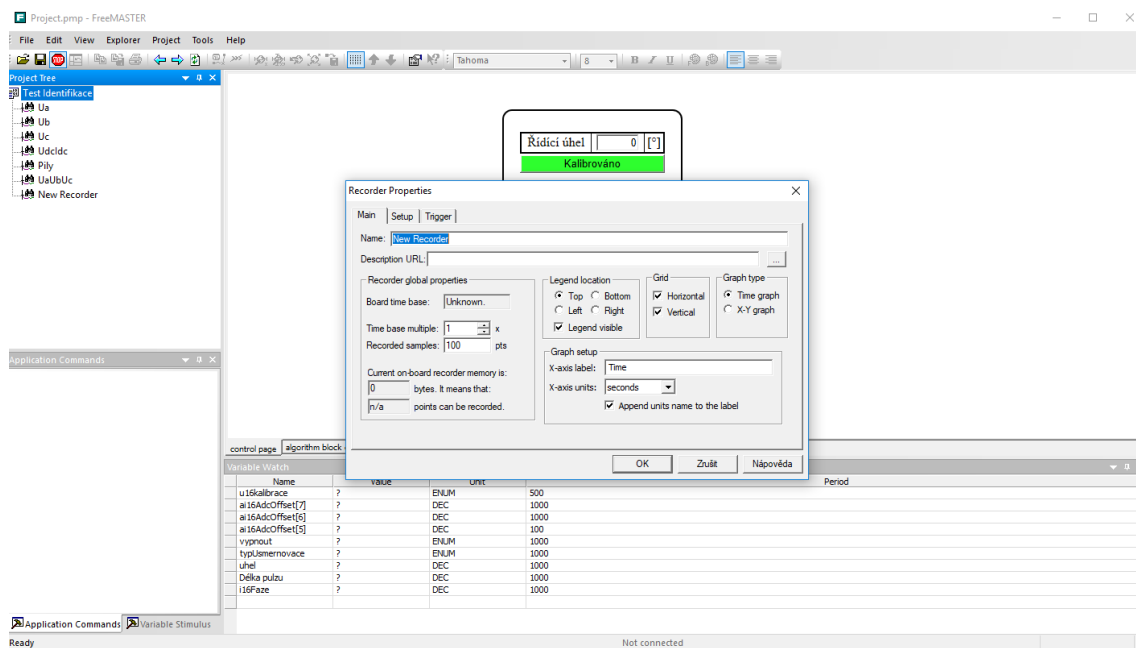 Project.pmp - FreeMASTER
File Edit View Explorer Project Tools Help
Tahoma 8 B I U
Project Tree
Test Identifikace
Ua
Ub
Uc
UdcIdc
Pily
UaUbUc
New Recorder
Řídící úhel 0 [°]
Kalibrováno
Recorder Properties
Main Setup Trigger
Name: New Recorder
Description URL: ...
Recorder global properties
Board time base: Unknown.
Time base multiple: 1 x
Recorded samples: 100 pts
Current on-board recorder memory is:
0 bytes. It means that:
n/a points can be recorded.
Legend location
Top Bottom
Left Right
Legend visible
Grid
Horizontal
Vertical
Graph type
Time graph
X-Y graph
Graph setup
X-axis label: Time
X-axis units: seconds
Append units name to the label
OK Zrušit Nápověda
Application Commands
control page algorithm block
Variable Watch
Name Value Unit Period
u16kalibrace ? ENUM 500
ai16AdcOffset[7] ? DEC 1000
ai16AdcOffset[6] ? DEC 1000
ai16AdcOffset[5] ? DEC 100
vypnout ? ENUM 1000
typUsmernovace ? ENUM 1000
uhel ? DEC 1000
Délka pulzu ? DEC 1000
i16Faze ? DEC 1000
Application Commands Variable Stimulus
Ready Not connected